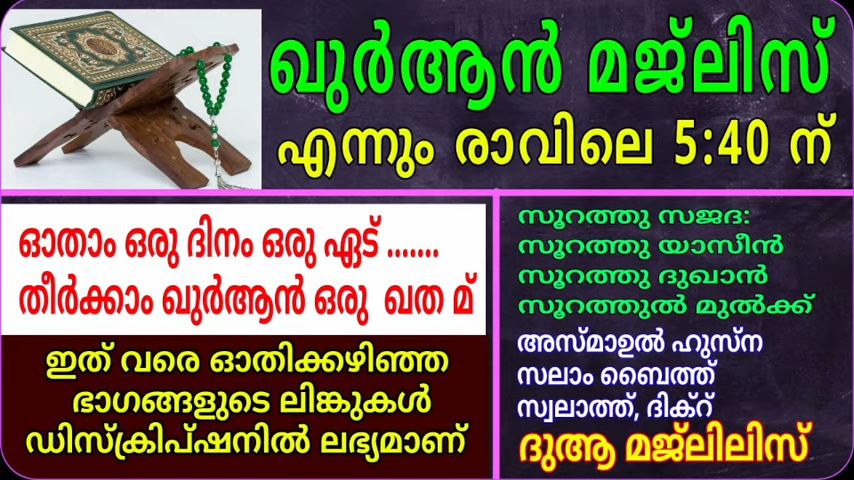 ഖുർആൻ മജ്ലിസ്
എന്നും രാവിലെ 5:40 ന്
ഓതാം ഒരു ദിനം ഒരു ഏട് .......
തീർക്കാം ഖുർആൻ ഒരു ഖത മ്
ഇത് വരെ ഓതിക്കഴിഞ്ഞ
ഭാഗങ്ങളുടെ ലിങ്കുകൾ
ഡിസ്ക്രിപ്ഷനിൽ ലഭ്യമാണ്
സൂറത്തു സജദ:
സൂറത്തു യാസീൻ
സൂറത്തു ദുഖാൻ
സൂറത്തുൽ മുൽക്ക്
അസ്മാഉൽ ഹുസ്ന
സലാം ബൈത്ത്
സ്വലാത്ത്, ദിക്റ്
ദുആ മജ്ലിലിസ്